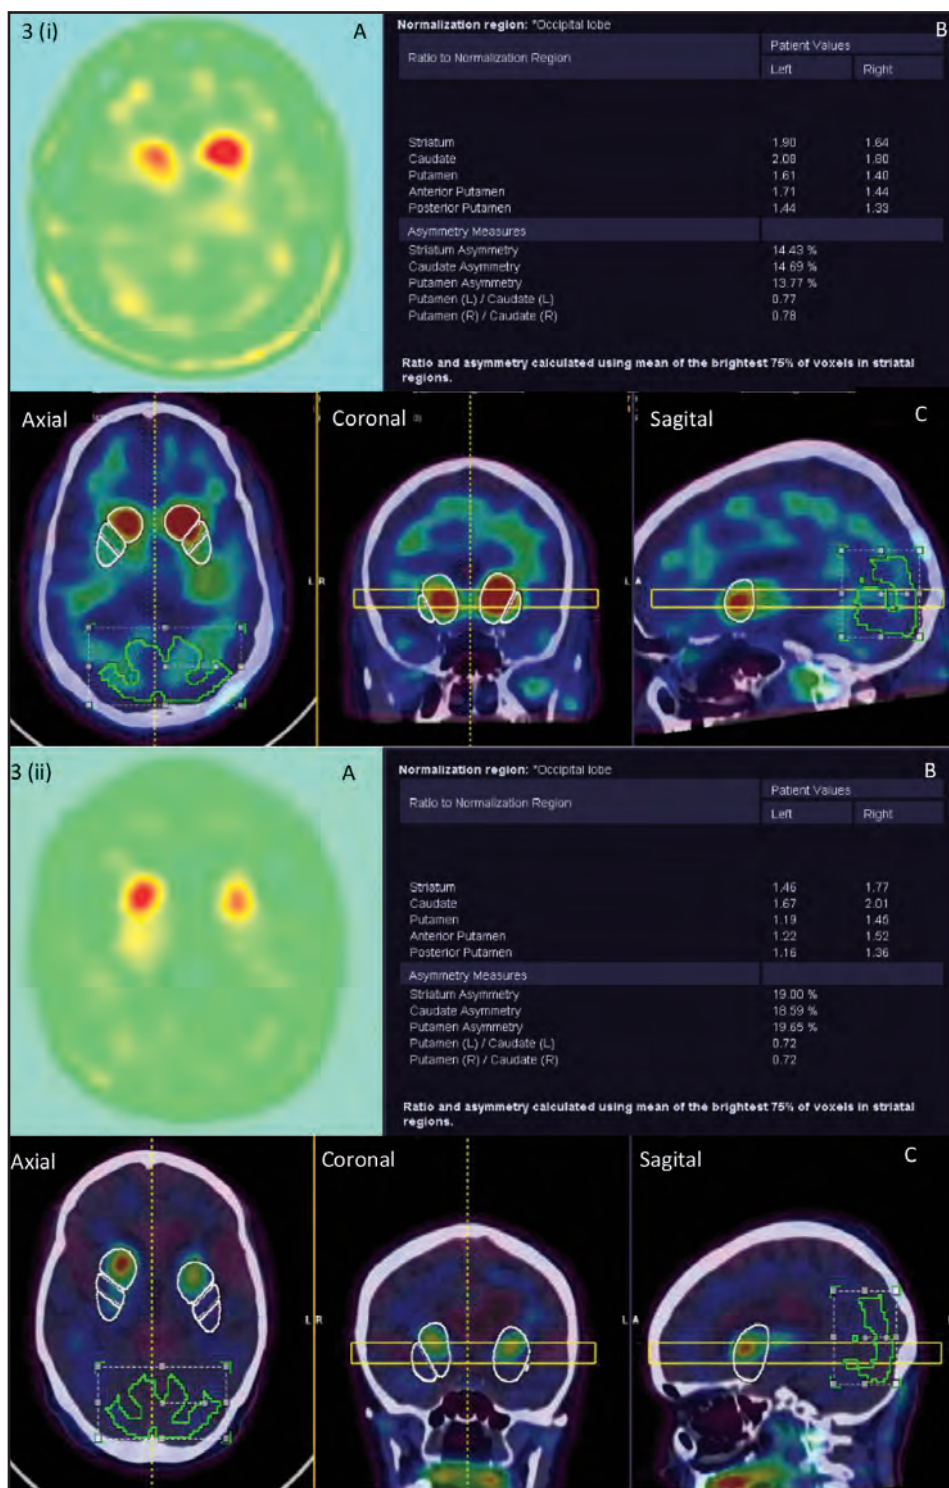 3 (i)
A
Normalization region: *Occipital lobe
B
Ratio to Normalization Region
Patient Values
Left Right
Striatum 1.90 1.64
Caudate 2.08 1.80
Putamen 1.61 1.40
Anterior Putamen 1.71 1.44
Posterior Putamen 1.44 1.33
Asymmetry Measures
Striatum Asymmetry 14.43 %
Caudate Asymmetry 14.69 %
Putamen Asymmetry 13.77 %
Putamen (L) / Caudate (L) 0.77
Putamen (R) / Caudate (R) 0.78
Ratio and asymmetry calculated using mean of the brightest 75% of voxels in striatal
regions.
Axial
Coronal
Sagital
C
L R
L A
3 (ii)
A
Normalization region: *Occipital lobe
B
Ratio to Normalization Region
Patient Values
Left Right
Striatum 1.46 1.77
Caudate 1.67 2.01
Putamen 1.19 1.45
Anterior Putamen 1.22 1.52
Posterior Putamen 1.16 1.36
Asymmetry Measures
Striatum Asymmetry 19.00 %
Caudate Asymmetry 18.59 %
Putamen Asymmetry 19.65 %
Putamen (L) / Caudate (L) 0.72
Putamen (R) / Caudate (R) 0.72
Ratio and asymmetry calculated using mean of the brightest 75% of voxels in striatal
regions.
Axial
Coronal
Sagital
C
L R
L A